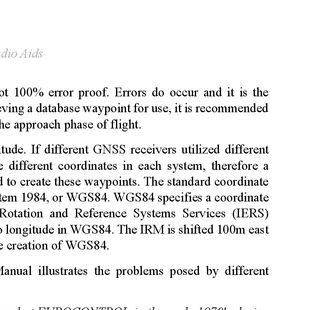 dio Aids
ot 100% error proof. Errors do occur and it is the
eving a database waypoint for use, it is recommended
he approach phase of flight.
tude. If different GNSS receivers utilized different
e different coordinates in each system, therefore a
d to create these waypoints. The standard coordinate
tem 1984, or WGS84. WGS84 specifies a coordinate
Rotation and Reference Systems Services (IERS)
o longitude in WGS84. The IRM is shifted 100m east
e creation of WGS84.
Manual illustrates the problems posed by different